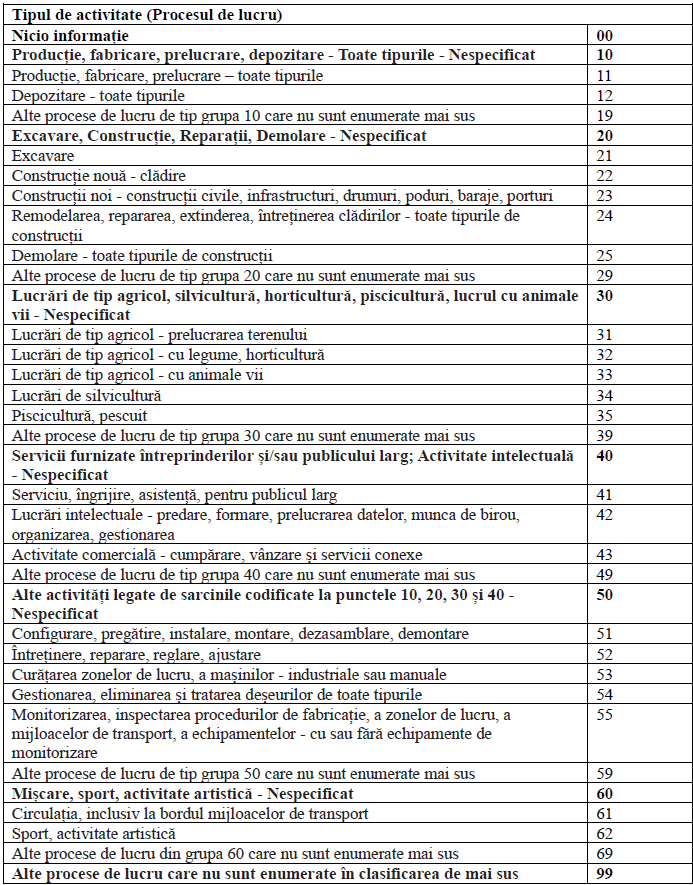 Tipul de activitate (Procesul de lucru)
Nicio informație 00
Producție, fabricare, prelucrare, depozitare - Toate tipurile - Nespecificat 10
Producție, fabricare, prelucrare – toate tipurile 11
Depozitare - toate tipurile 12
Alte procese de lucru de tip grupa 10 care nu sunt enumerate mai sus 19
Excavare, Construcție, Reparații, Demolare - Nespecificat 20
Excavare 21
Construcție nouă - clădire 22
Construcții noi - construcții civile, infrastructuri, drumuri, poduri, baraje, porturi 23
Remodelarea, repararea, extinderea, întreținerea clădirilor - toate tipurile de 24
construcții
Demolare - toate tipurile de construcții 25
Alte procese de lucru de tip grupa 20 care nu sunt enumerate mai sus 29
Lucrări de tip agricol, silvicultură, horticultură, piscicultură, lucrul cu animale 30
vii - Nespecificat
Lucrări de tip agricol - prelucrarea terenului 31
Lucrări de tip agricol - cu legume, horticultură 32
Lucrări de tip agricol - cu animale vii 33
Lucrări de silvicultură 34
Piscicultură, pescuit 35
Alte procese de lucru de tip grupa 30 care nu sunt enumerate mai sus 39
Servicii furnizate întreprinderilor și/sau publicului larg; Activitate intelectuală 40
- Nespecificat
Serviciu, îngrijire, asistență, pentru publicul larg 41
Lucrări intelectuale - predare, formare, prelucrarea datelor, munca de birou, 42
organizarea, gestionarea
Activitate comercială - cumpărare, vânzare și servicii conexe 43
Alte procese de lucru de tip grupa 40 care nu sunt enumerate mai sus 49
Alte activități legate de sarcinile codificate la punctele 10, 20, 30 și 40 - 50
Nespecificat
Configurare, pregătire, instalare, montare, dezasamblare, demontare 51
Întreținere, reparare, reglare, ajustare 52
Curățarea zonelor de lucru, a mașinilor - industriale sau manuale 53
Gestionarea, eliminarea și tratarea deșeurilor de toate tipurile 54
Monitorizarea, inspectarea procedurilor de fabricație, a zonelor de lucru, a 55
mijloacelor de transport, a echipamentelor - cu sau fără echipamente de
monitorizare
Alte procese de lucru de tip grupa 50 care nu sunt enumerate mai sus 59
Mișcare, sport, activitate artistică - Nespecificat 60
Circulația, inclusiv la bordul mijloacelor de transport 61
Sport, activitate artistică 62
Alte procese de lucru din grupa 60 care nu sunt enumerate mai sus 69
Alte procese de lucru care nu sunt enumerate în clasificarea de mai sus 99